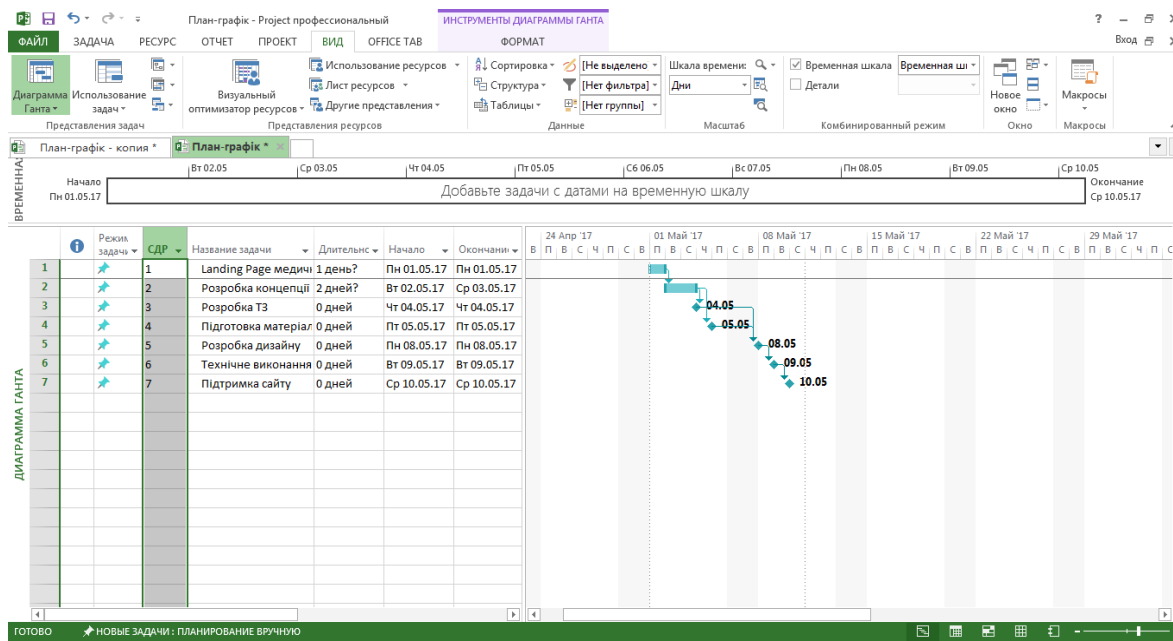 План-графік - Project профессиональный
ИНСТРУМЕНТЫ ДИАГРАММЫ ГАНТА
?
ФАЙЛ ЗАДАЧА РЕСУРС ОТЧЕТ ПРОЕКТ ВИД OFFICE TAB ФОРМАТ Вход
Диаграмма Ганта
Использование задач
Представления задач
Визуальный оптимизатор ресурсов
Использование ресурсов
Лист ресурсов
Другие представления
Представления ресурсов
Сортировка
Структура
Таблицы
[Не выделено
[Нет фильтра]
[Нет группы]
Данные
Шкала времени:
Дни
Масштаб
Временная шкала Временная ш
Детали
Комбинированный режим
Новое окно
Окно
Макросы
Макросы
План-графік - копия *
План-графік *
ВРЕМЕННА
Начало
Пн 01.05.17
Вт 02.05 Ср 03.05 Чт 04.05 Пт 05.05 Сб 06.05 Вс 07.05 Пн 08.05 Вт 09.05 Ср 10.05
Добавьте задачи с датами на временную шкалу
Окончание
Ср 10.05.17
ДИАГРАММА ГАНТА
Режим задачи СДР Название задачи Длительнс Начало Окончани
1 1 Landing Page медичн 1 день? Пн 01.05.17 Пн 01.05.17
2 2 Розробка концепції 2 дней? Вт 02.05.17 Ср 03.05.17
3 3 Розробка ТЗ 0 дней Чт 04.05.17 Чт 04.05.17
4 4 Підготовка матеріал 0 дней Пт 05.05.17 Пт 05.05.17
5 5 Розробка дизайну 0 дней Пн 08.05.17 Пн 08.05.17
6 6 Технічне виконання 0 дней Вт 09.05.17 Вт 09.05.17
7 7 Підтримка сайту 0 дней Ср 10.05.17 Ср 10.05.17
24 Апр '17 01 Май '17 08 Май '17 15 Май '17 22 Май '17 29 Май '17
В П В С Ч П С В П В С Ч П С В П В С Ч П С В П В С Ч П С В П В С Ч П С В П В С Ч П С
04.05
05.05
08.05
09.05
10.05
ГОТОВО НОВЫЕ ЗАДАЧИ : ПЛАНИРОВАНИЕ ВРУЧНУЮ